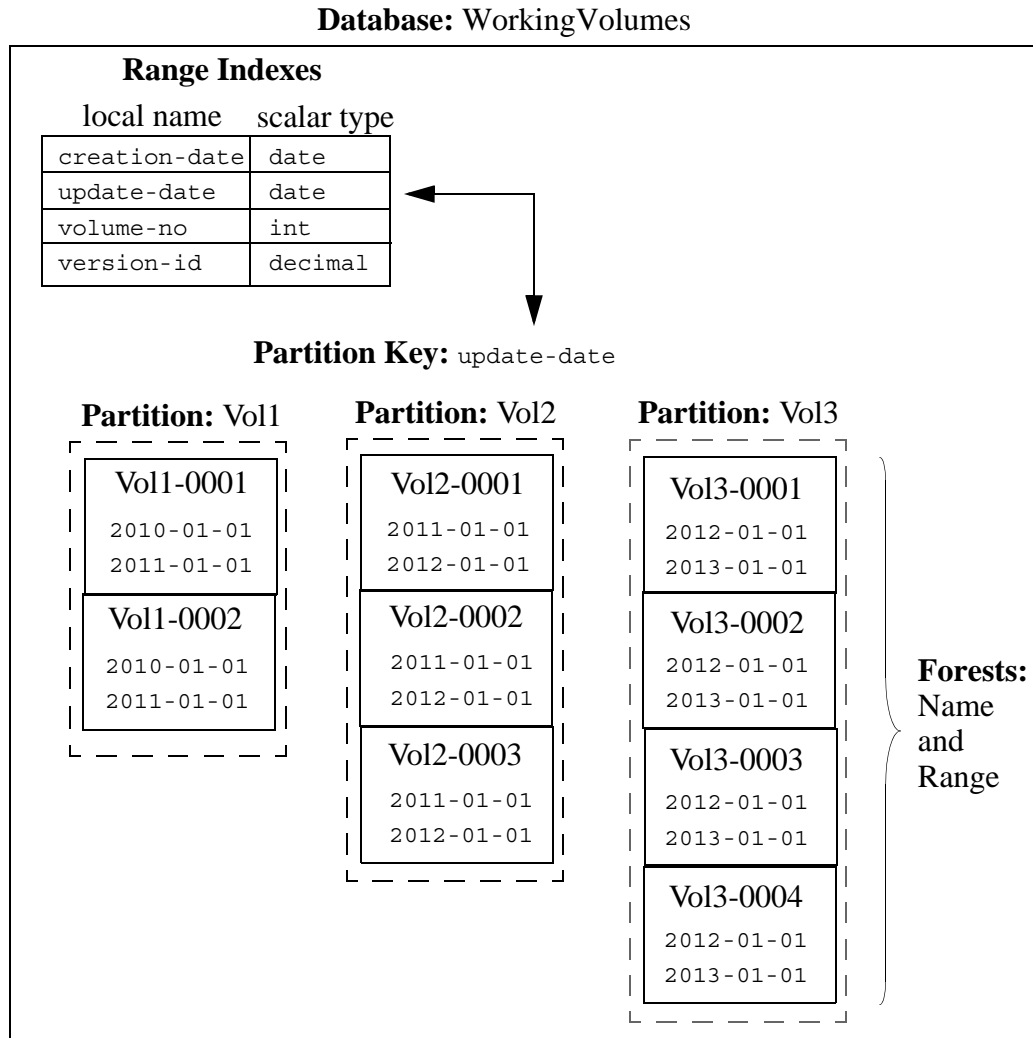 Database: WorkingVolumes
Range Indexes
local name scalar type
creation-date date
update-date date
volume-no int
version-id decimal
Partition Key: update-date
Partition: Vol1
Vol1-0001
2010-01-01
2011-01-01
Vol1-0002
2010-01-01
2011-01-01
Partition: Vol2
Vol2-0001
2011-01-01
2012-01-01
Vol2-0002
2011-01-01
2012-01-01
Vol2-0003
2011-01-01
2012-01-01
Partition: Vol3
Vol3-0001
2012-01-01
2013-01-01
Vol3-0002
2012-01-01
2013-01-01
Vol3-0003
2012-01-01
2013-01-01
Vol3-0004
2012-01-01
2013-01-01
Forests:
Name
and
Range